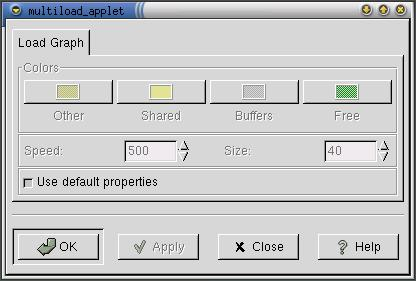 multiload_applet
Load Graph
Colors
Other Shared Buffers Free
Speed: 500 Size: 40
Use default properties
OK Apply Close Help